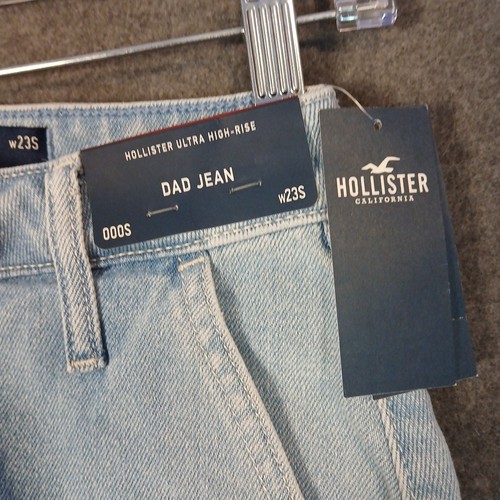 w23S
HOLLISTER ULTRA HIGH-RISE
DAD JEAN
000S
w23S
HOLLISTER
CALIFORNIA